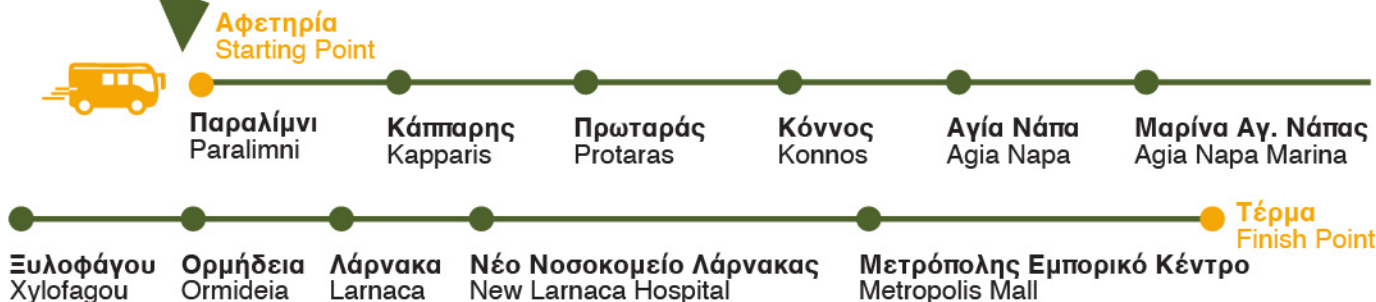 Αφετηρία
Starting Point
Παραλίμνι
Paralimni
Κάππαρης
Kapparis
Πρωταράς
Protaras
Κόννος
Konnos
Αγία Νάπα
Agia Napa
Μαρίνα Αγ. Νάπας
Agia Napa Marina
Ξυλοφάγου
Xylofagou
Ορμήδεια
Ormideia
Λάρνακα
Larnaca
Νέο Νοσοκομείο Λάρνακας
New Larnaca Hospital
Μετρόπολης Εμπορικό Κέντρο
Metropolis Mall
Τέρμα
Finish Point